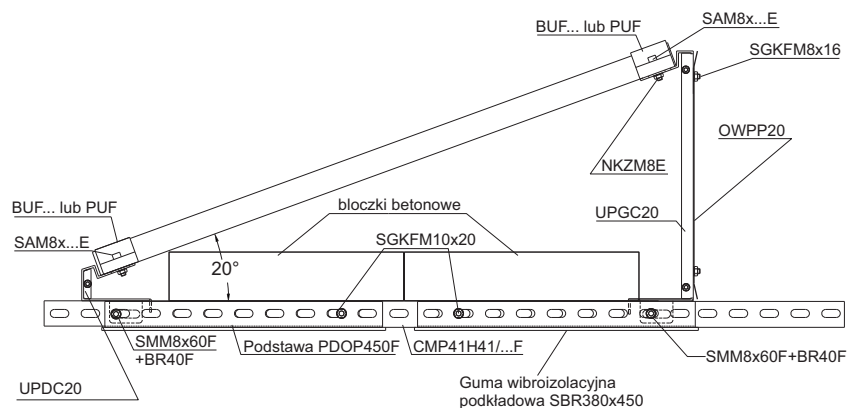 SAM8x...E
BUF... lub PUF
SGKFM8x16
OWPP20
NKZM8E
UPGC20
bloczki betonowe
BUF... lub PUF
SGKFM10x20
SAM8x...E
20°
SMM8x60F
+BR40F
Podstawa PDOP450F
CMP41H41/...F
SMM8x60F+BR40F
UPDC20
Guma wibroizolacyjna
podkładowa SBR380x450